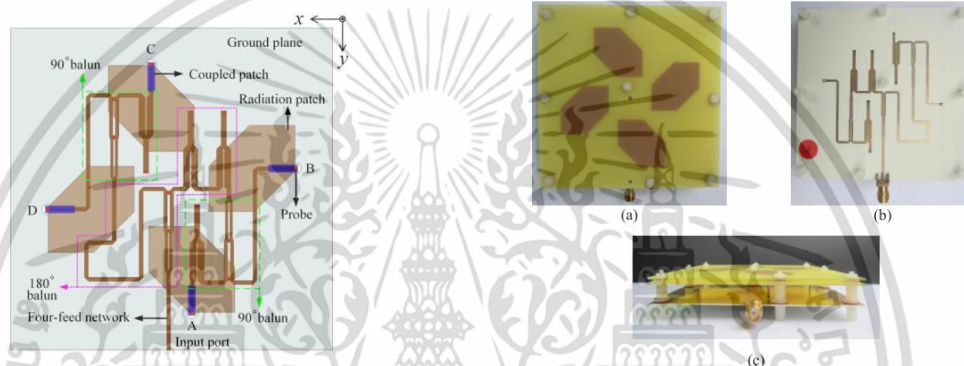 x
y
C
Ground plane
90° balun
Coupled patch
Radiation patch
B
D
Probe
180°
balun
A
90° balun
Four-feed network
Input port
(a)
(b)
(c)